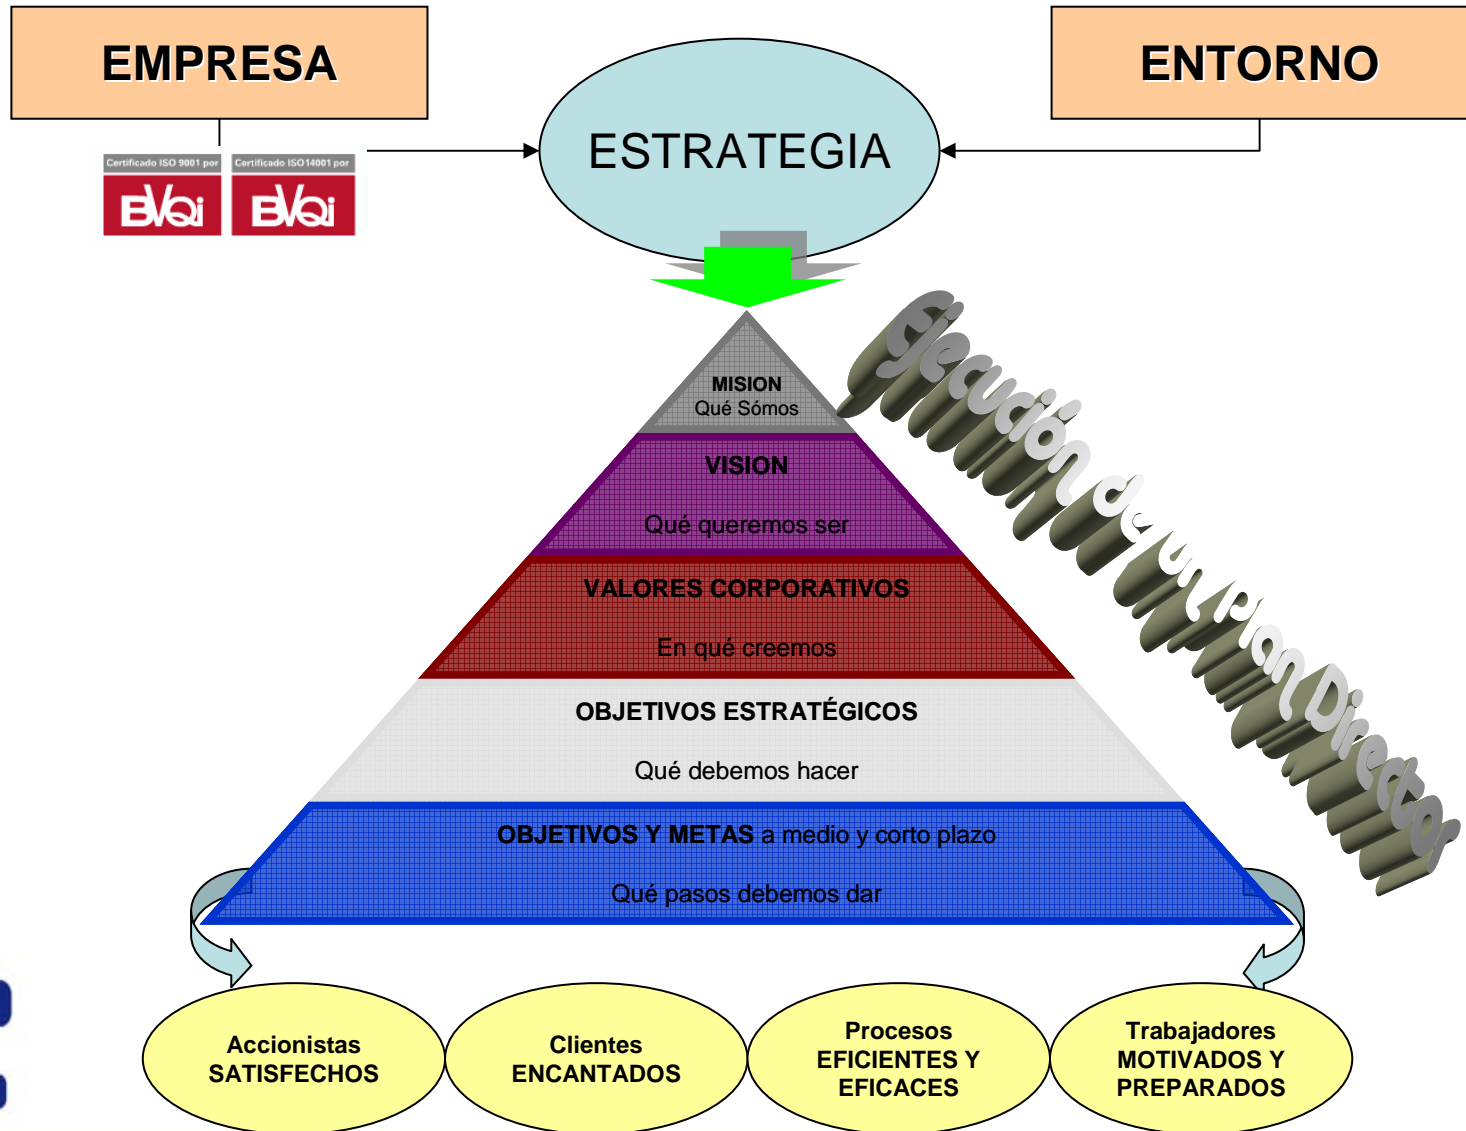 EMPRESA
ENTORNO
ESTRATEGIA
Certificado ISO 9001 por
BVQi
Certificado ISO14001 por
BVQi
Ejecución de un Plan Director
MISION
Qué Sómos
VISION
Qué queremos ser
VALORES CORPORATIVOS
En qué creemos
OBJETIVOS ESTRATÉGICOS
Qué debemos hacer
OBJETIVOS Y METAS a medio y corto plazo
Qué pasos debemos dar
Accionistas
SATISFECHOS
Clientes
ENCANTADOS
Procesos
EFICIENTES Y
EFICACES
Trabajadores
MOTIVADOS Y
PREPARADOS